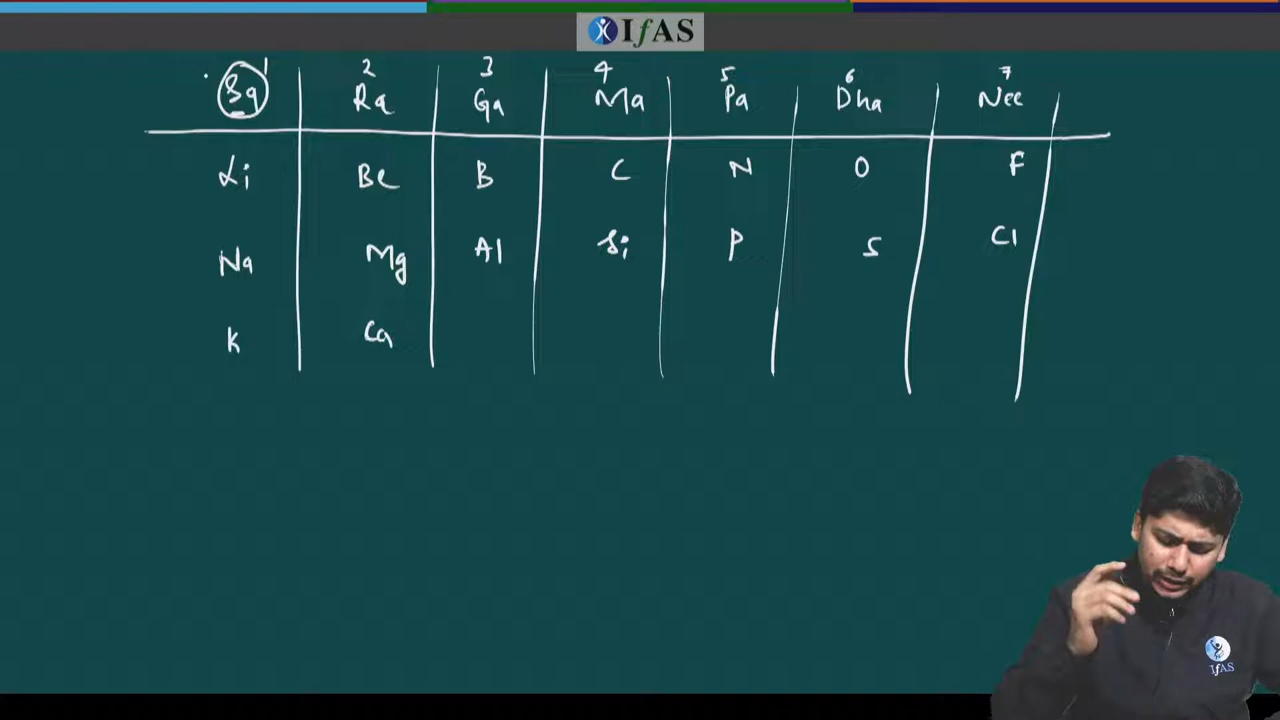 IfAS
1 2 3 4 5 6 7
Sa Ra Ga Ma Pa Dha Nee
Li Be B C N O F
Na Mg Al Si P S Cl
K Ca
IfAS